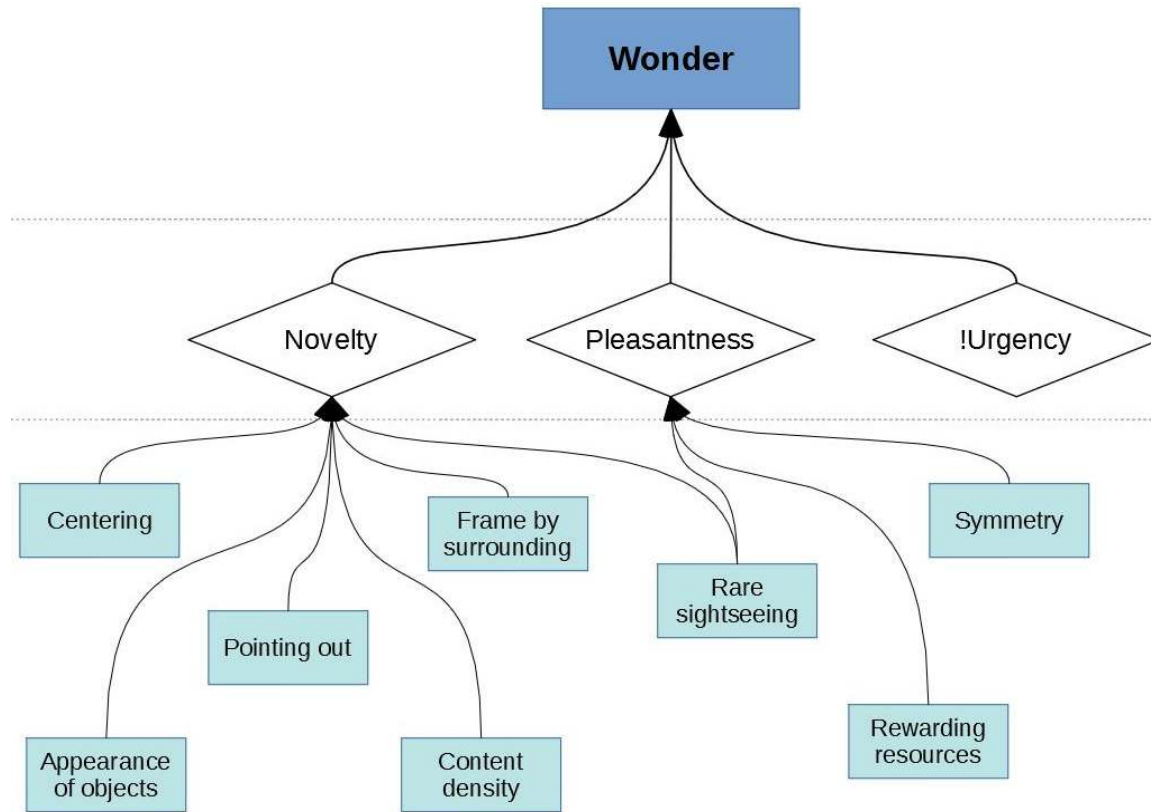 Wonder
Novelty
Pleasantness
!Urgency
Centering
Frame by
surrounding
Symmetry
Rare
sightseeing
Pointing out
Rewarding
resources
Appearance
of objects
Content
density